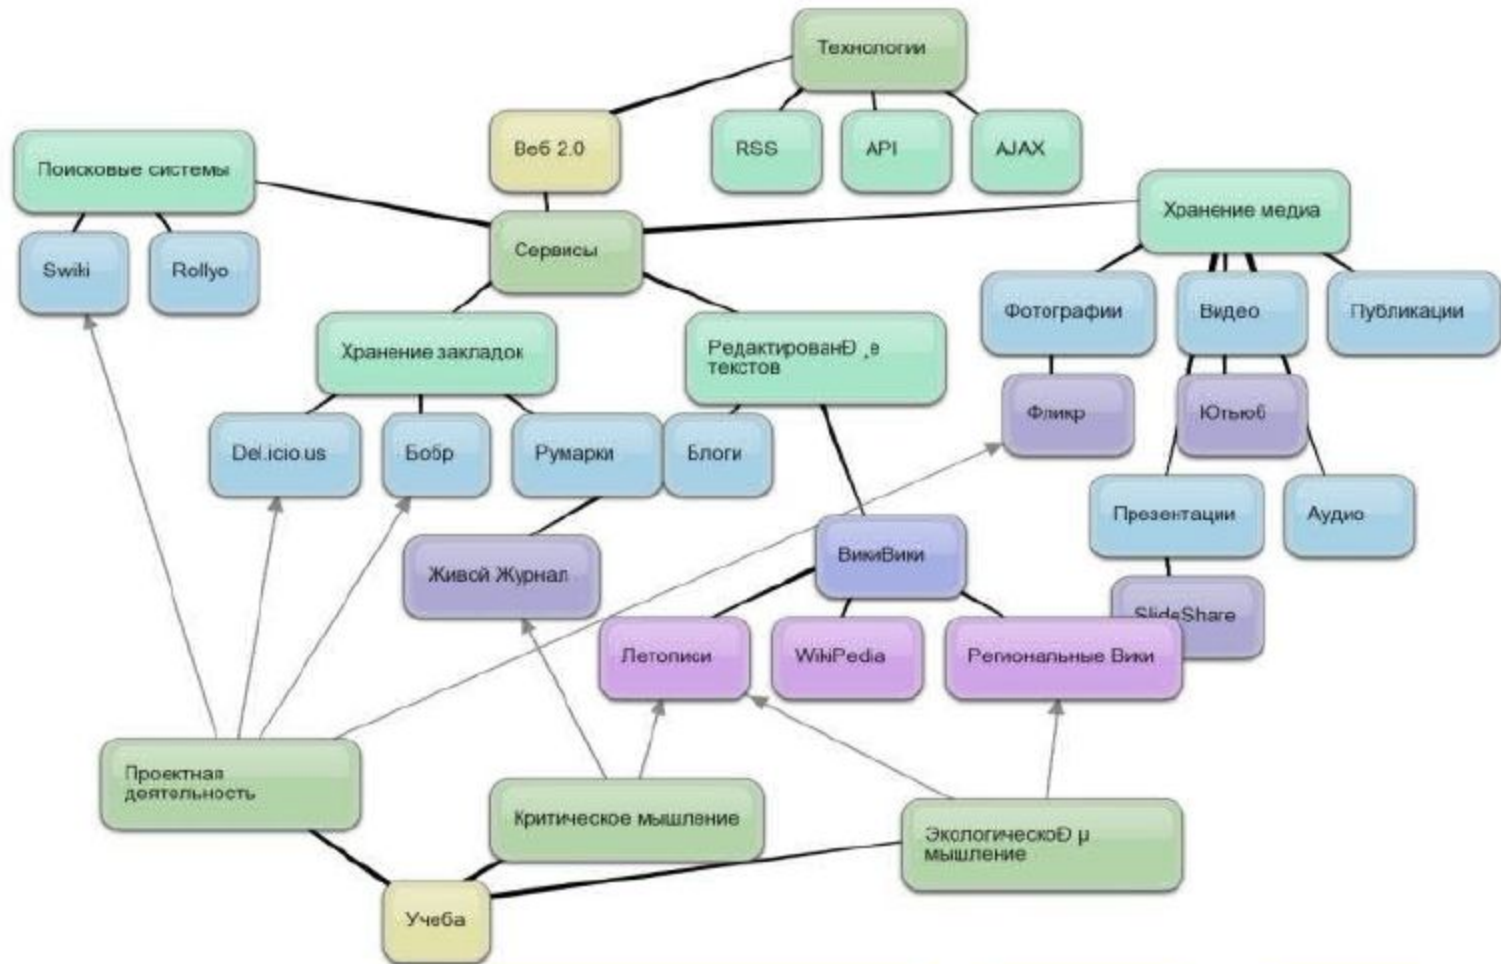 Технологии
Веб 2.0
RSS
API
AJAX
Поисковые системы
Хранение медиа
Сервисы
Swiki
Rollyo
Фотографии
Видео
Публикации
Хранение закладок
РедактированÐ ¸е
текстов
Фликр
Ютьюб
Del.icio.us
Бобр
Румарки
Блоги
Презентации
Аудио
ВикиВики
Живой Журнал
SlideShare
Летописи
WikiPedia
Региональные Вики
Проектная
деятельность
Критическое мышление
ЭкологическоÐ µ
мышление
Учеба